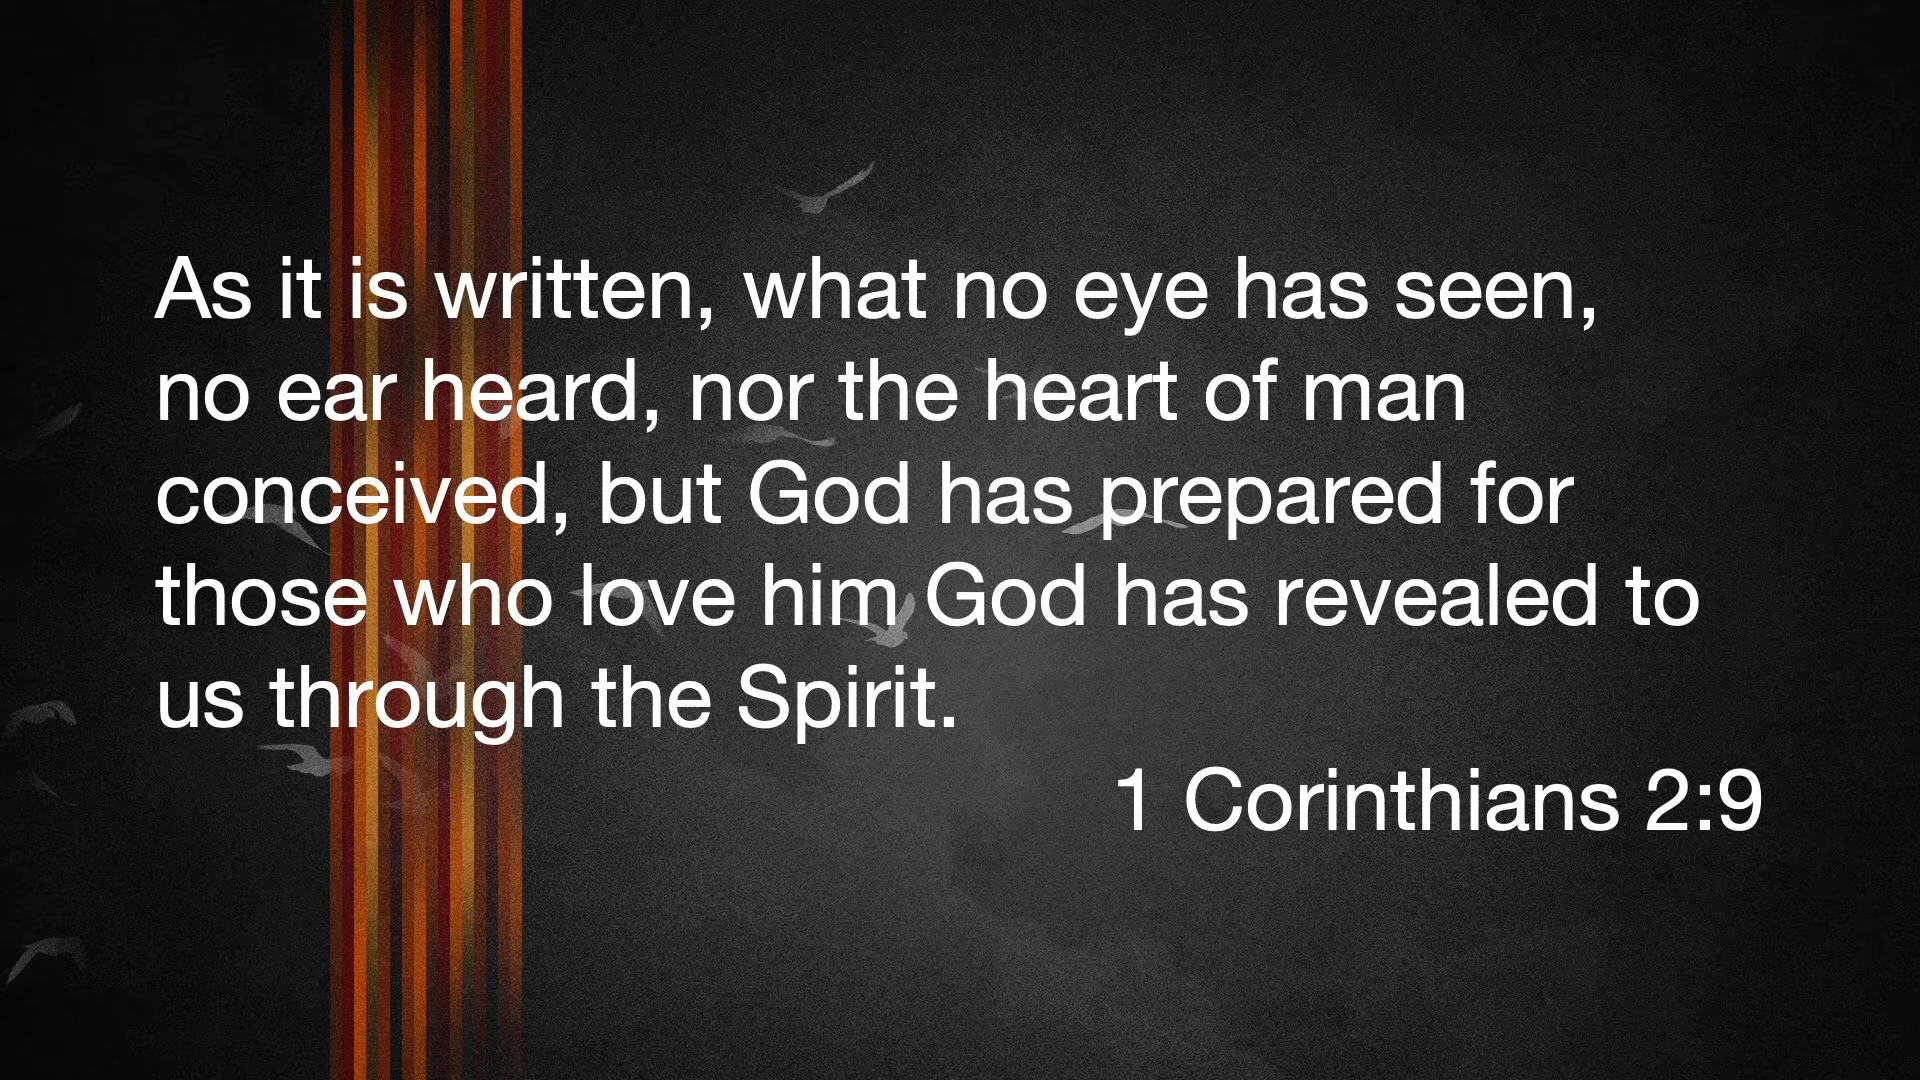 As it is written, what no eye has seen,
no ear heard, nor the heart of man
conceived, but God has prepared for
those who love him God has revealed to
us through the Spirit.
1 Corinthians 2:9